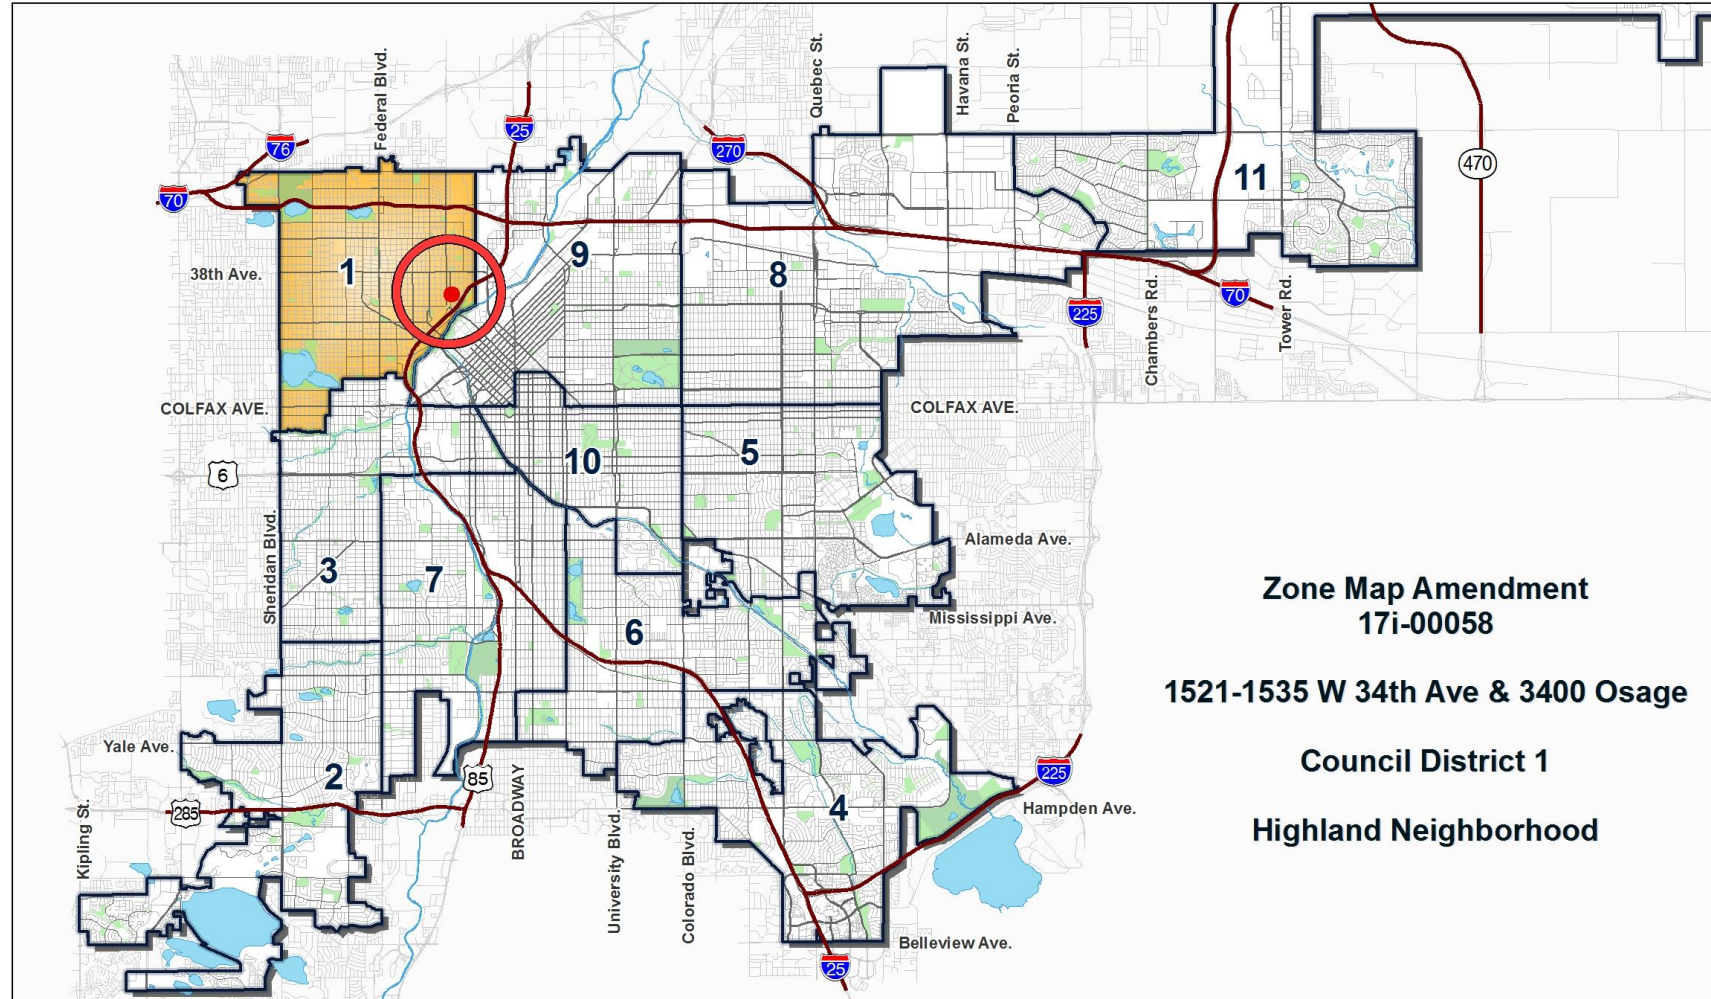 Federal Blvd.
Quebec St.
Havana St.
Peoria St.
76
25
270
470
70
11
9
38th Ave.
1
8
Chambers Rd.
Tower Rd.
70
225
COLFAX AVE.
COLFAX AVE.
6
10
5
Sheridan Blvd.
Alameda Ave.
3
7
Mississippi Ave.
6
Zone Map Amendment
17i-00058
1521-1535 W 34th Ave & 3400 Osage
Council District 1
Highland Neighborhood
Yale Ave.
2
85
BROADWAY
225
Hampden Ave.
285
4
Kipling St.
University Blvd.
Colorado Blvd.
Belleview Ave.
25